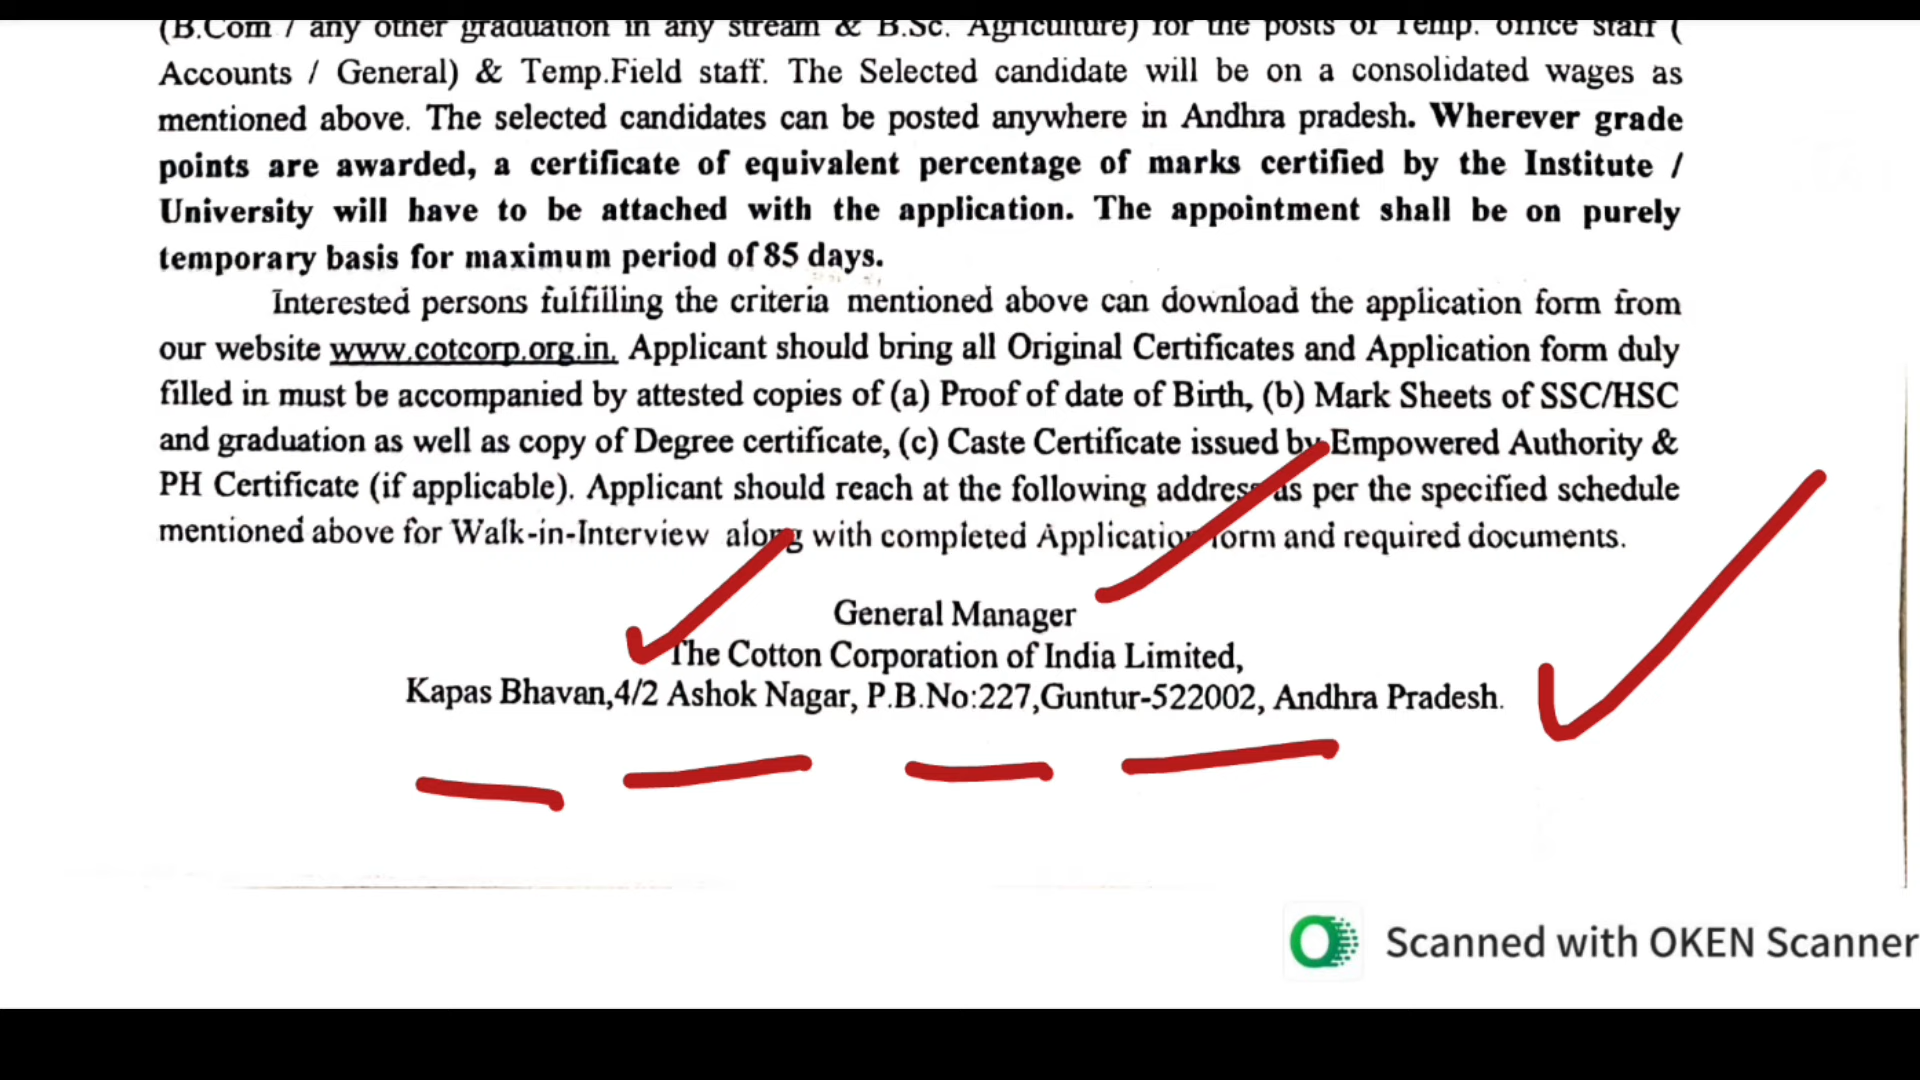 (B.Com / any other graduation in any stream & B.Sc. Agriculture) for the posts of Temp. office staff (
Accounts / General) & Temp.Field staff. The Selected candidate will be on a consolidated wages as
mentioned above. The selected candidates can be posted anywhere in Andhra pradesh. Wherever grade
points are awarded, a certificate of equivalent percentage of marks certified by the Institute /
University will have to be attached with the application. The appointment shall be on purely
temporary basis for maximum period of 85 days.
Interested persons fulfilling the criteria mentioned above can download the application form from
our website www.cotcorp.org.in. Applicant should bring all Original Certificates and Application form duly
filled in must be accompanied by attested copies of (a) Proof of date of Birth, (b) Mark Sheets of SSC/HSC
and graduation as well as copy of Degree certificate, (c) Caste Certificate issued by Empowered Authority &
PH Certificate (if applicable). Applicant should reach at the following address as per the specified schedule
mentioned above for Walk-in-Interview along with completed Application form and required documents.
General Manager
The Cotton Corporation of India Limited,
Kapas Bhavan,4/2 Ashok Nagar, P.B.No:227,Guntur-522002, Andhra Pradesh.
Scanned with OKEN Scanner